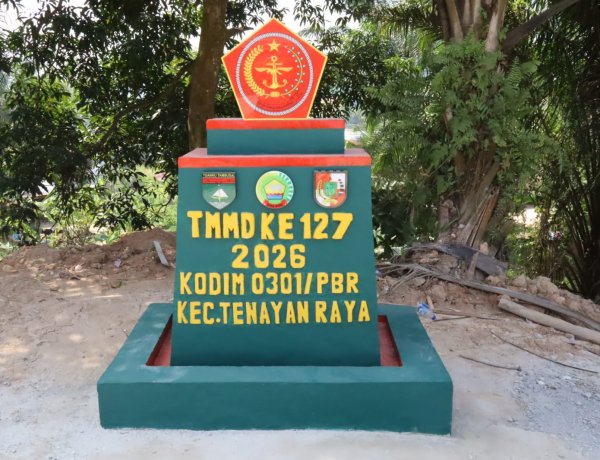 TMMD KE 127
2026
KODIM 0301/PBR
KEC.TENAYAN RAYA